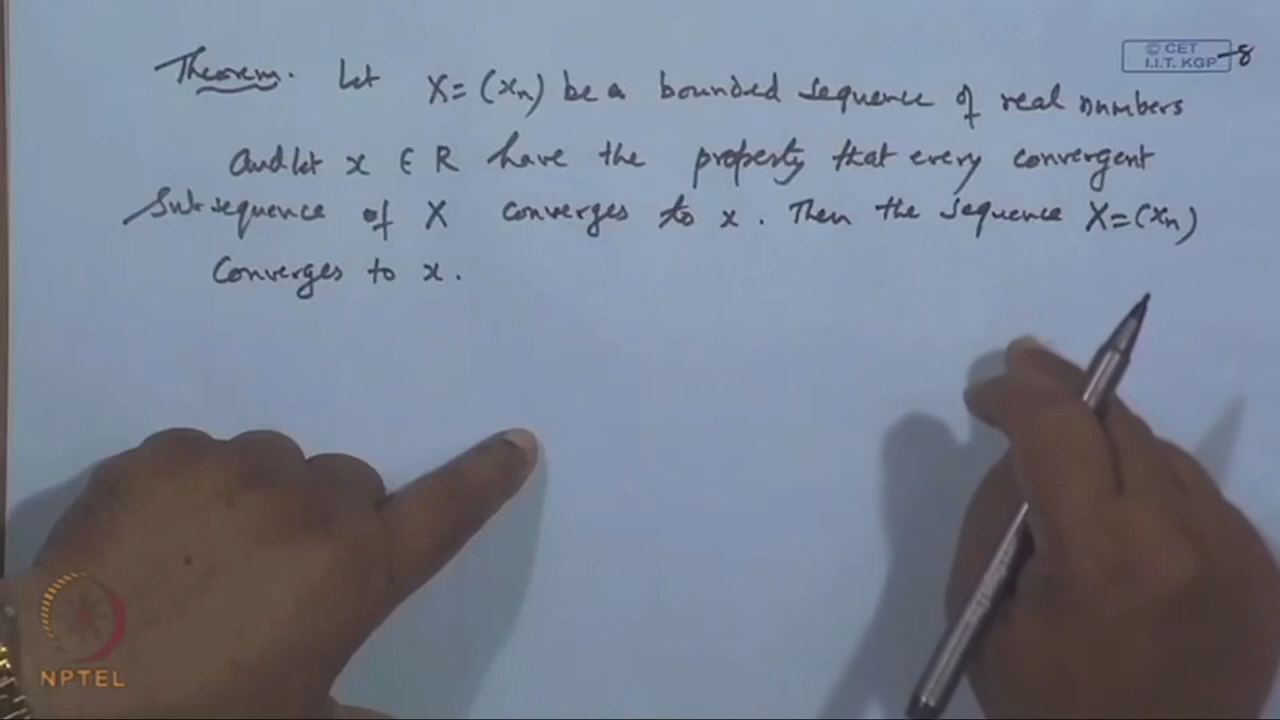 © CET
I.I.T. KGP
8
Theorem. Let X = (xₙ) be a bounded sequence of real numbers
and let x ∈ R have the property that every convergent
Subsequence of X converges to x. Then the sequence X = (xₙ)
Converges to x.
NPTEL